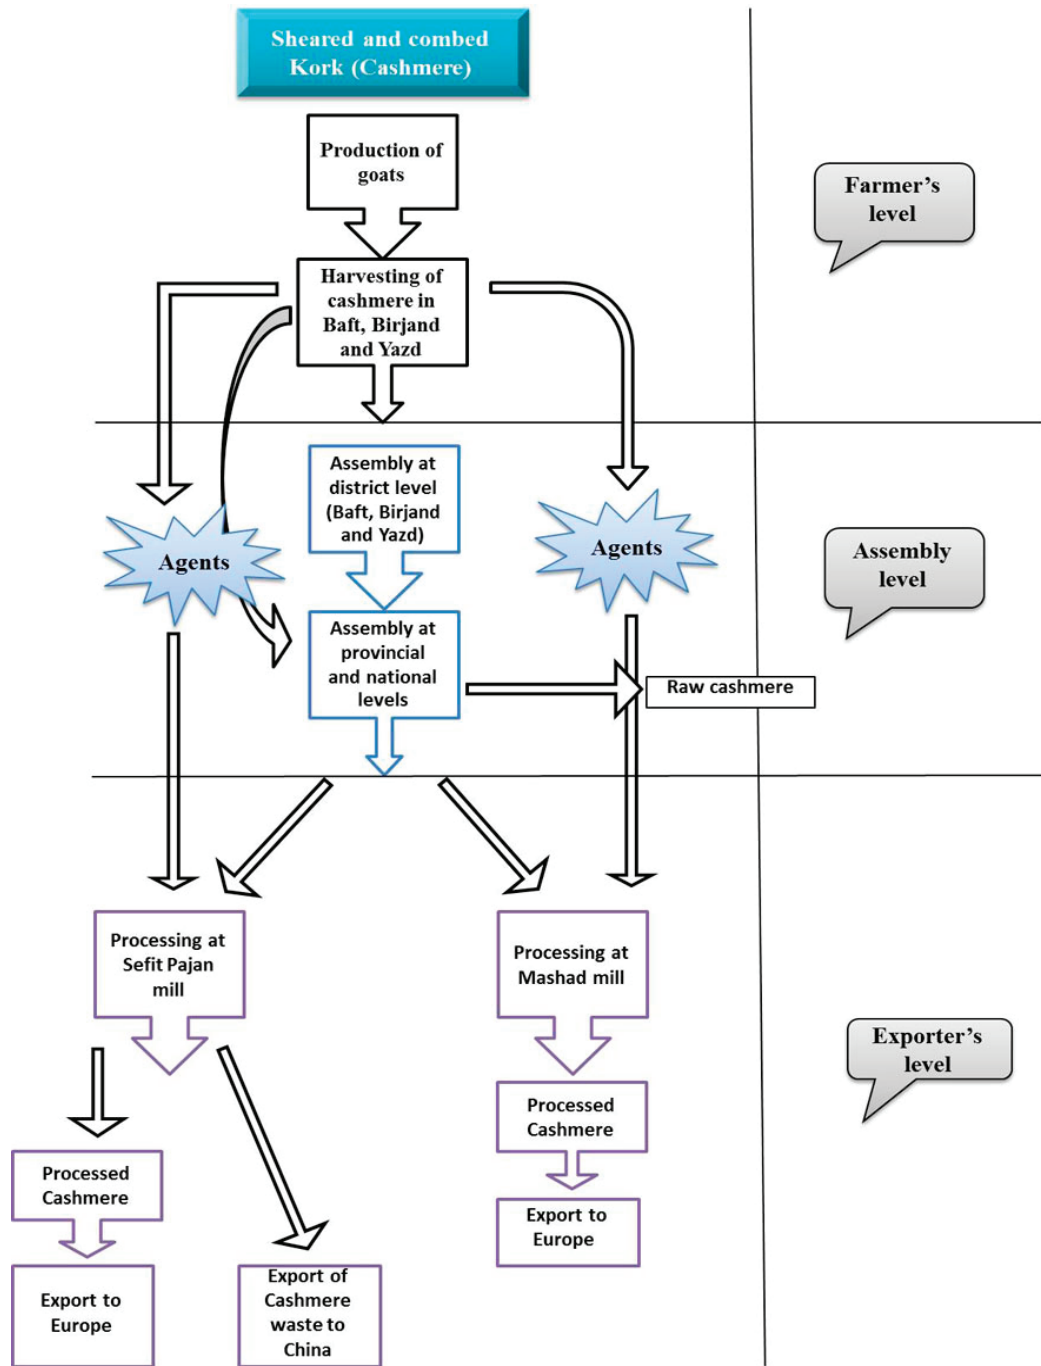 Sheared and combed
Kork (Cashmere)
Production of
goats
Farmer's
level
Harvesting of
cashmere in
Baft, Birjand
and Yazd
Assembly at
district level
(Baft, Birjand
and Yazd)
Agents
Agents
Assembly
level
Assembly at
provincial
and national
levels
Raw cashmere
Processing at
Sefit Pajan
mill
Processing at
Mashad mill
Exporter's
level
Processed
Cashmere
Processed
Cashmere
Export to
Europe
Export to
Europe
Export of
Cashmere
waste to
China